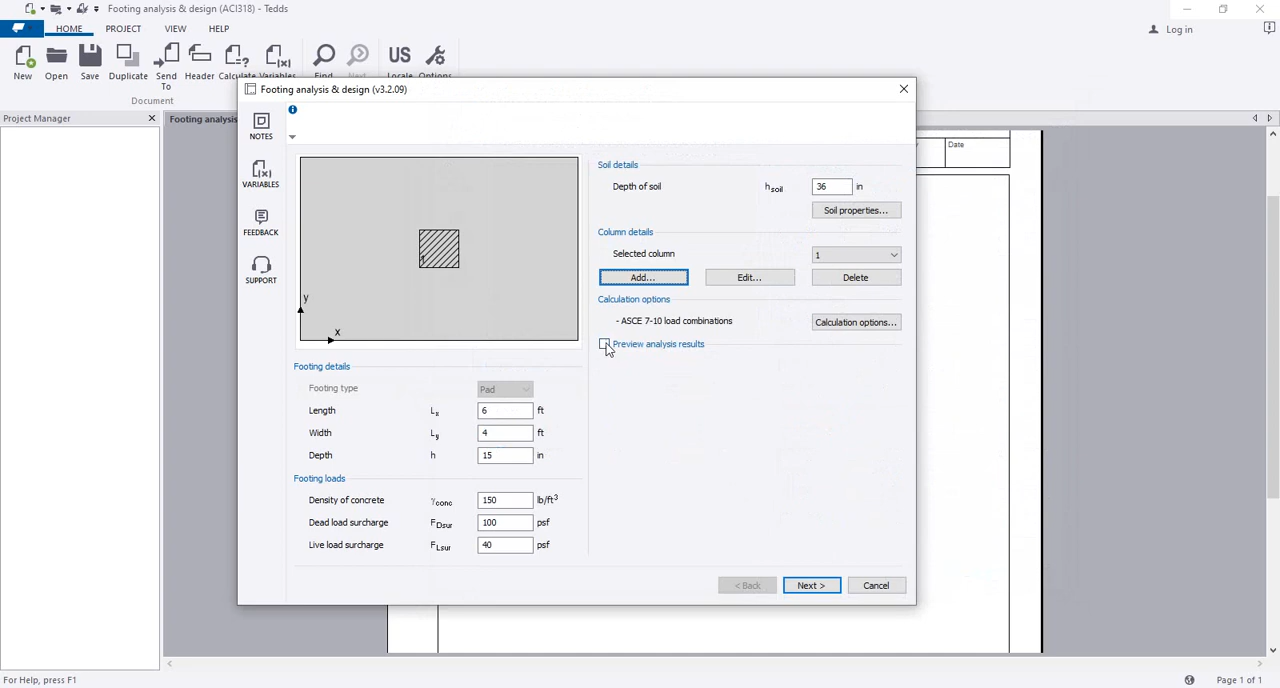 Footing analysis & design (ACI318) - Tedds
HOME PROJECT VIEW HELP
Log in
New Open Save Duplicate Send To Header Calculate Variables Find Next Locale Options
US
Document
Project Manager
Footing analysis
Date
Footing analysis & design (v3.2.09)
NOTES
VARIABLES
FEEDBACK
SUPPORT
1
y
x
Soil details
Depth of soil hsoil 36 in
Soil properties...
Column details
Selected column 1
Add... Edit... Delete
Calculation options
- ASCE 7-10 load combinations Calculation options...
Preview analysis results
Footing details
Footing type Pad
Length Lx 6 ft
Width Ly 4 ft
Depth h 15 in
Footing loads
Density of concrete γconc 150 lb/ft³
Dead load surcharge FDsur 100 psf
Live load surcharge FLsur 40 psf
< Back Next > Cancel
For Help, press F1
Page 1 of 1